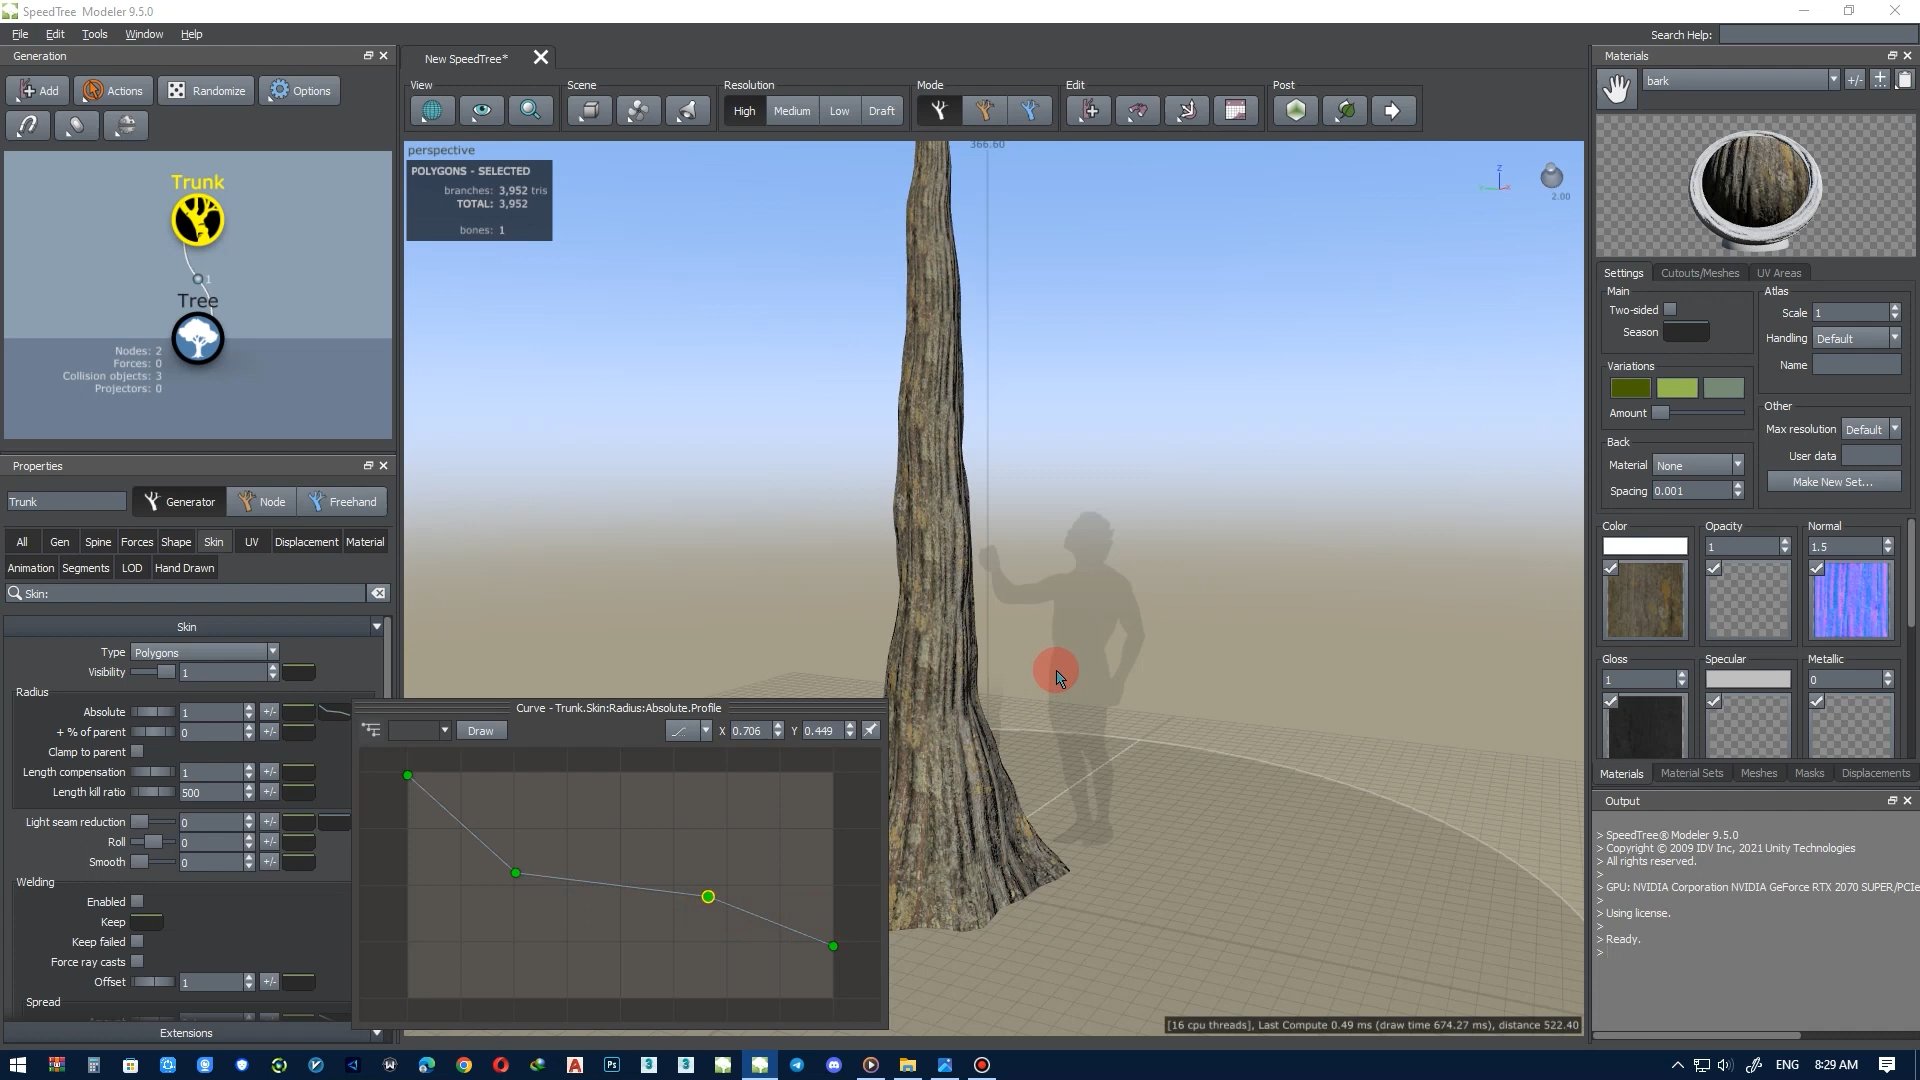 SpeedTree Modeler 9.5.0
File Edit Tools Window Help
Search Help:
Generation
Add Actions Randomize Options
Trunk
1
Tree
Nodes: 2
Forces: 0
Collision objects: 3
Projectors: 0
Properties
Trunk Generator Node Freehand
All Gen Spine Forces Shape Skin UV Displacement Material
Animation Segments LOD Hand Drawn
Skin:
Skin
Type Polygons
Visibility 1
Radius
Absolute 1 +/-
+ % of parent 0 +/-
Clamp to parent
Length compensation 1 +/-
Length kill ratio 500 +/-
Light seam reduction 0 +/-
Roll 0 +/-
Smooth 0 +/-
Welding
Enabled
Keep
Keep failed
Force ray casts
Offset 1 +/-
Spread
Extensions
New SpeedTree*
View Scene Resolution Mode Edit Post
High Medium Low Draft
perspective
366.60
POLYGONS - SELECTED
branches: 3,952 tris
TOTAL: 3,952
bones: 1
Z
2.00
Curve - Trunk.Skin:Radius:Absolute.Profile
Draw X 0.706 Y 0.449
[16 cpu threads], Last Compute 0.49 ms (draw time 674.27 ms), distance 522.40
Materials
bark +/-
Settings Cutouts/Meshes UV Areas
Main
Two-sided
Season
Variations
Amount
Back
Material None
Spacing 0.001
Atlas
Scale 1
Handling Default
Name
Other
Max resolution Default
User data
Make New Set...
Color Opacity Normal
1 1.5
Gloss Specular Metallic
1 0
Materials Material Sets Meshes Masks Displacements
Output
> SpeedTree® Modeler 9.5.0
> Copyright © 2009 IDV Inc, 2021 Unity Technologies
> All rights reserved.
>
> GPU: NVIDIA Corporation NVIDIA GeForce RTX 2070 SUPER/PCIe
>
> Using license.
>
> Ready.
>
ENG 8:29 AM